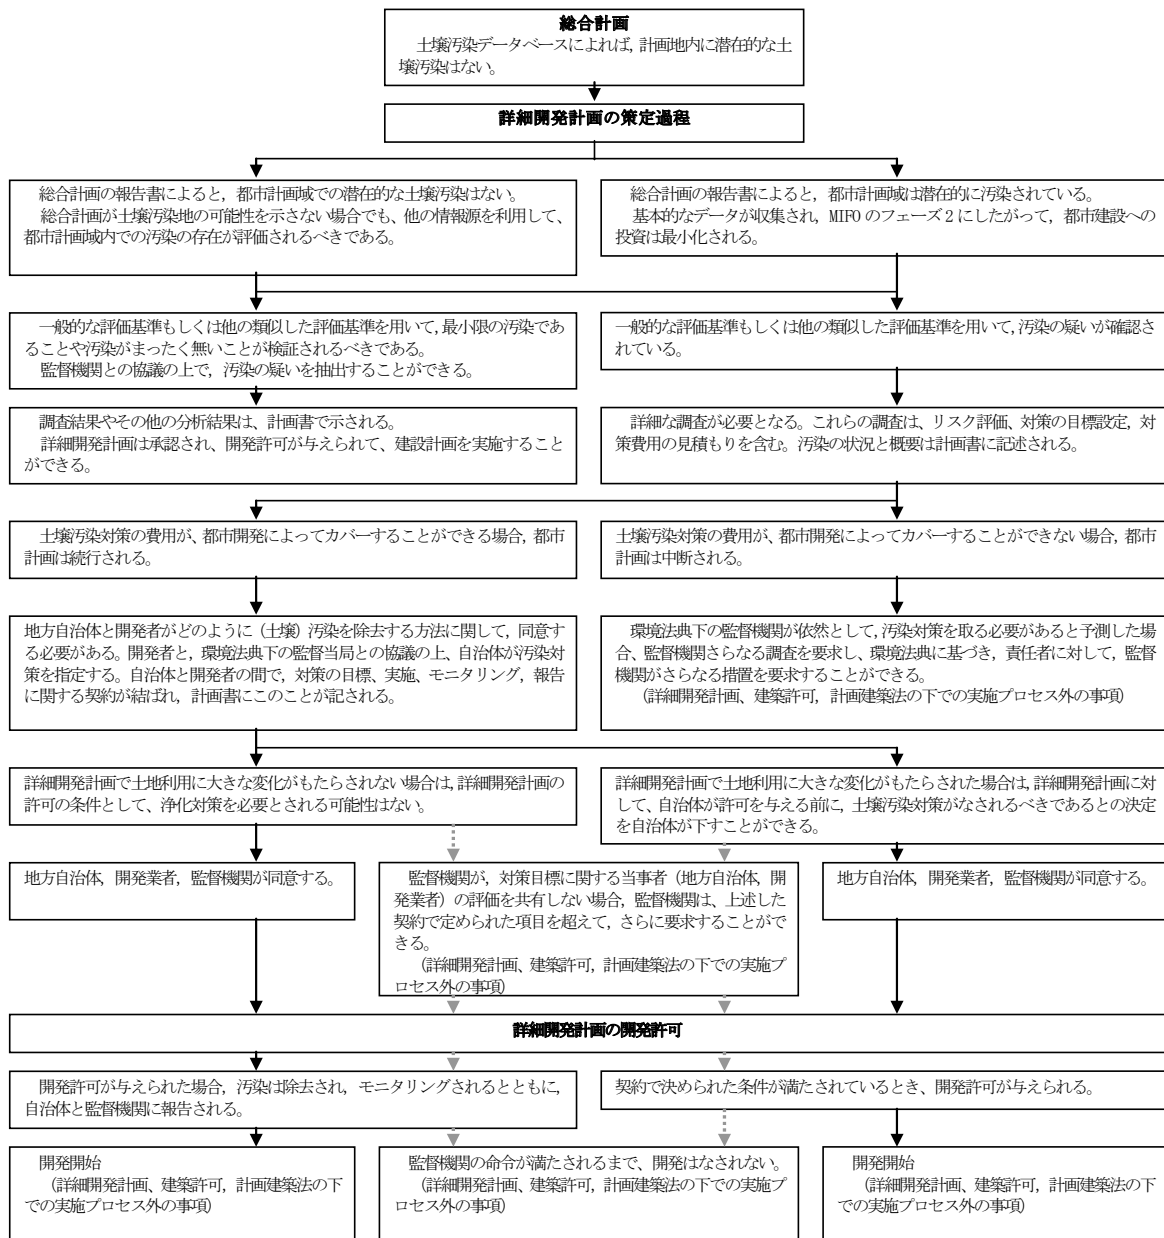 総合計画
土壌汚染データベースによれば，計画地内に潜在的な土
壌汚染はない。
詳細開発計画の策定過程
総合計画の報告書によると，都市計画域での潜在的な土壌汚染はない。
総合計画が土壌汚染地の可能性を示さない場合でも、他の情報源を利用して、
都市計画域内での汚染の存在が評価されるべきである。
総合計画の報告書によると，都市計画域は潜在的に汚染されている。
基本的なデータが収集され，MIFO のフェーズ 2 にしたがって，都市建設への
投資は最小化される。
一般的な評価基準もしくは他の類似した評価基準を用いて，最小限の汚染であ
ることや汚染がまったく無いことが検証されるべきである。
監督機関との協議の上で，汚染の疑いを抽出することができる。
一般的な評価基準もしくは他の類似した評価基準を用いて，汚染の疑いが確認さ
れている。
調査結果やその他の分析結果は、計画書で示される。
詳細開発計画は承認され、開発許可が与えられて、建設計画を実施すること
ができる。
詳細な調査が必要となる。これらの調査は、リスク評価、対策の目標設定，対
策費用の見積もりを含む。汚染の状況と概要は計画書に記述される。
土壌汚染対策の費用が、都市開発によってカバーすることができる場合，都市
計画は続行される。
土壌汚染対策の費用が、都市開発によってカバーすることができない場合，都市計
画は中断される。
地方自治体と開発者がどのように（土壌）汚染を除去する方法に関して，同意す
る必要がある。開発者と，環境法典下の監督当局との協議の上、自治体が汚染対
策を指定する。自治体と開発者の間で，対策の目標、実施、モニタリング，報告
に関する契約が結ばれ，計画書にこのことが記される。
環境法典下の監督機関が依然として，汚染対策を取る必要があると予測した場
合、監督機関さらなる調査を要求し、環境法典に基づき，責任者に対して，監督
機関がさらなる措置を要求することができる。
（詳細開発計画、建築許可，計画建築法の下での実施プロセス外の事項）
詳細開発計画で土地利用に大きな変化がもたらされない場合は，詳細開発計画の
許可の条件として、浄化対策を必要とされる可能性はない。
詳細開発計画で土地利用に大きな変化がもたらされた場合は，詳細開発計画に対
して、自治体が許可を与える前に，土壌汚染対策がなされるべきであるとの決定
を自治体が下すことができる。
地方自治体，開発業者，監督機関が同意する。
監督機関が，対策目標に関する当事者（地方自治体，開
発業者）の評価を共有しない場合，監督機関は、上述した
契約で定められた項目を超えて，さらに要求することがで
きる。
（詳細開発計画、建築許可，計画建築法の下での実施プ
ロセス外の事項）
地方自治体，開発業者，監督機関が同意する。
詳細開発計画の開発許可
開発許可が与えられた場合，汚染は除去され，モニタリングされるとともに，
自治体と監督機関に報告される。
契約で決められた条件が満たされているとき、開発許可が与えられる。
開発開始
（詳細開発計画、建築許可，計画建築法の下
での実施プロセス外の事項）
監督機関の命令が満たされるまで、開発はなされない。
（詳細開発計画、建築許可，計画建築法の下での実施プ
ロセス外の事項）
開発開始
（詳細開発計画、建築許可，計画建築法の下
での実施プロセス外の事項）